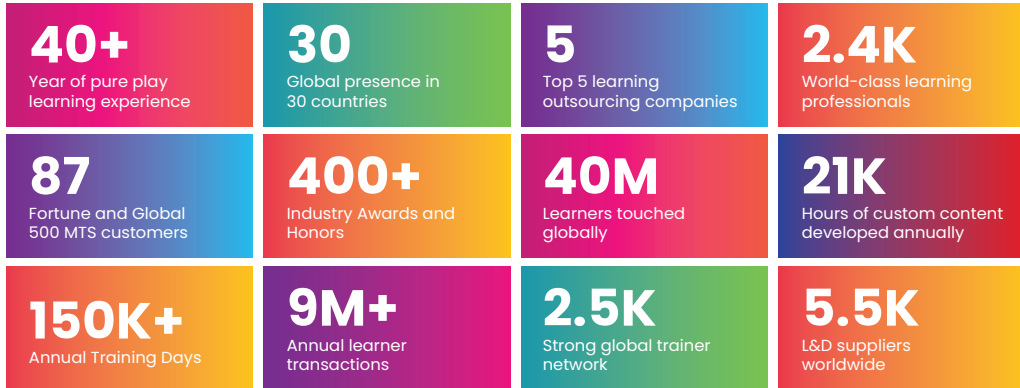 40+
Year of pure play
learning experience
30
Global presence in
30 countries
5
Top 5 learning
outsourcing companies
2.4K
World-class learning
professionals
87
Fortune and Global
500 MTS customers
400+
Industry Awards and
Honors
40M
Learners touched
globally
21K
Hours of custom content
developed annually
150K+
Annual Training Days
9M+
Annual learner
transactions
2.5K
Strong global trainer
network
5.5K
L&D suppliers
worldwide